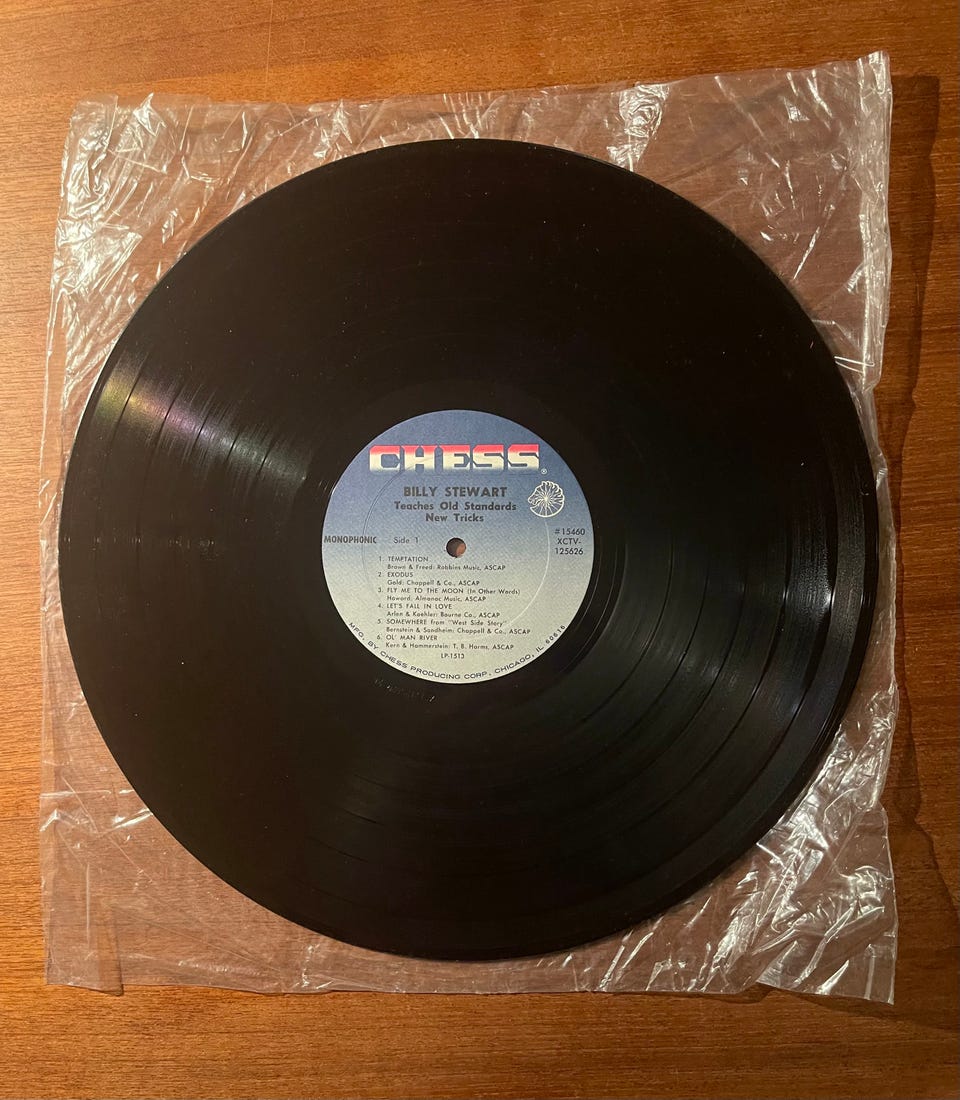 CHESS®
BILLY STEWART
Teaches Old Standards
New Tricks
MONOPHONIC Side 1
#15460
XCTV-
125626
1. TEMPTATION
Brown & Freed: Robbins Music, ASCAP
2. EXODUS
Gold: Chappell & Co., ASCAP
3. FLY ME TO THE MOON (In Other Words)
Howard: Almanac Music, ASCAP
4. LET'S FALL IN LOVE
Arlen & Koehler: Bourne Co., ASCAP
5. SOMEWHERE from "West Side Story"
Bernstein & Sondheim: Chappell & Co., ASCAP
6. OL' MAN RIVER
Kern & Hammerstein: T. B. Harms, ASCAP
LP-1513
MFG. BY CHESS PRODUCING CORP., CHICAGO, IL 60616